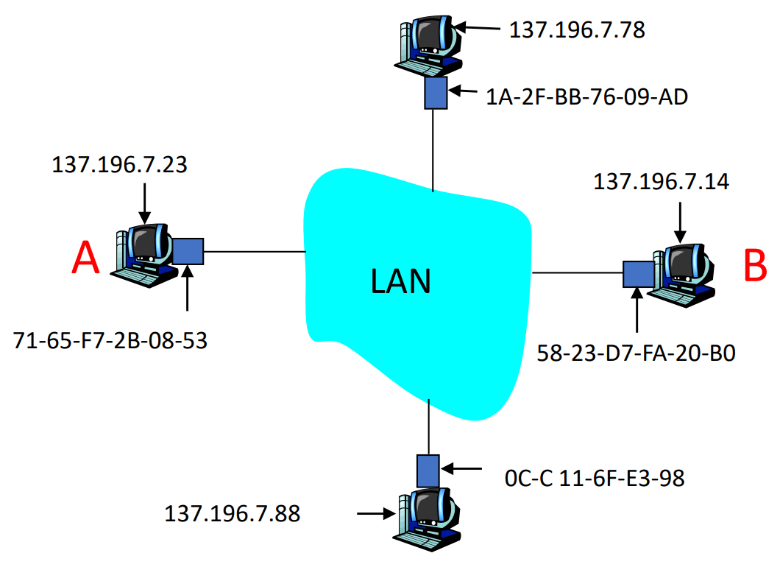 137.196.7.78
1A-2F-BB-76-09-AD
137.196.7.23
137.196.7.14
A
B
LAN
71-65-F7-2B-08-53
58-23-D7-FA-20-B0
0C-C 11-6F-E3-98
137.196.7.88